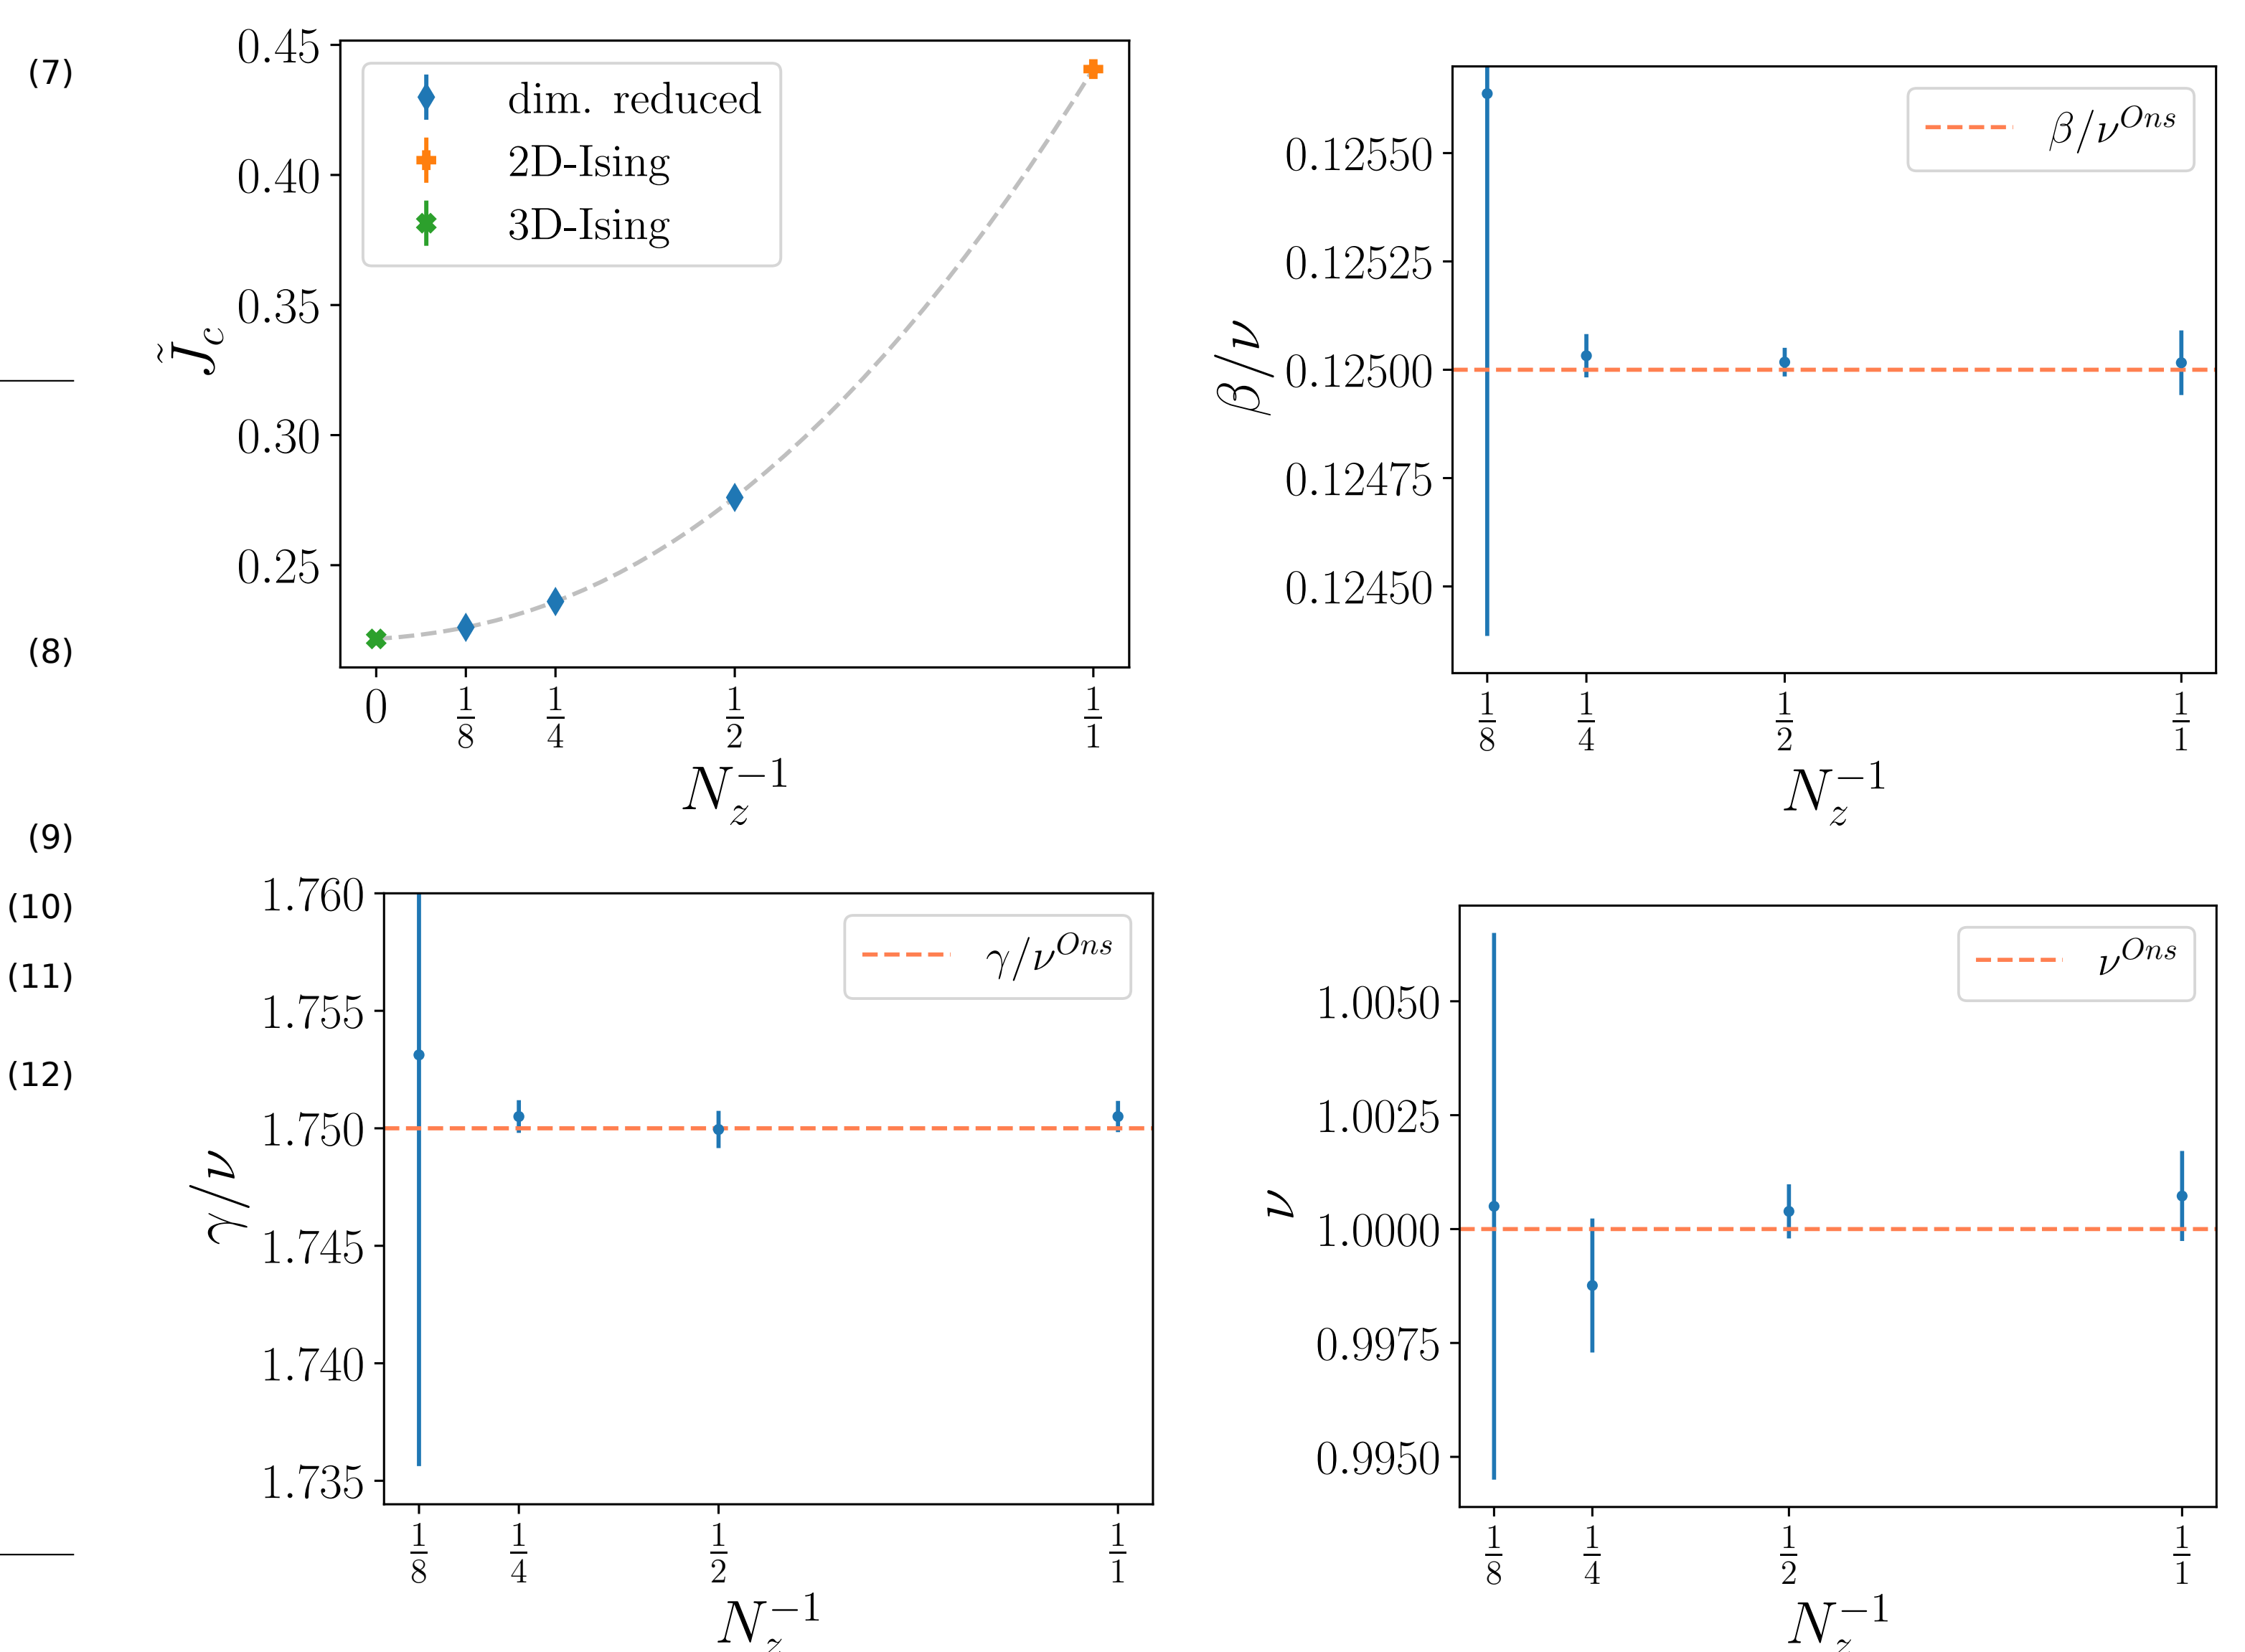 (7)
(8)
(9)
(10)
(11)
(12)
0.45
0.40
0.35
0.30
0.25
J̃_c
dim. reduced
2D-Ising
3D-Ising
0 1/8 1/4 1/2 1/1
N_z^{-1}
0.12550
0.12525
0.12500
0.12475
0.12450
β/ν
β/ν^{Ons}
1/8 1/4 1/2 1/1
N_z^{-1}
1.760
1.755
1.750
1.745
1.740
1.735
γ/ν
γ/ν^{Ons}
1/8 1/4 1/2 1/1
N_z^{-1}
1.0050
1.0025
1.0000
0.9975
0.9950
ν
ν^{Ons}
1/8 1/4 1/2 1/1
N_z^{-1}